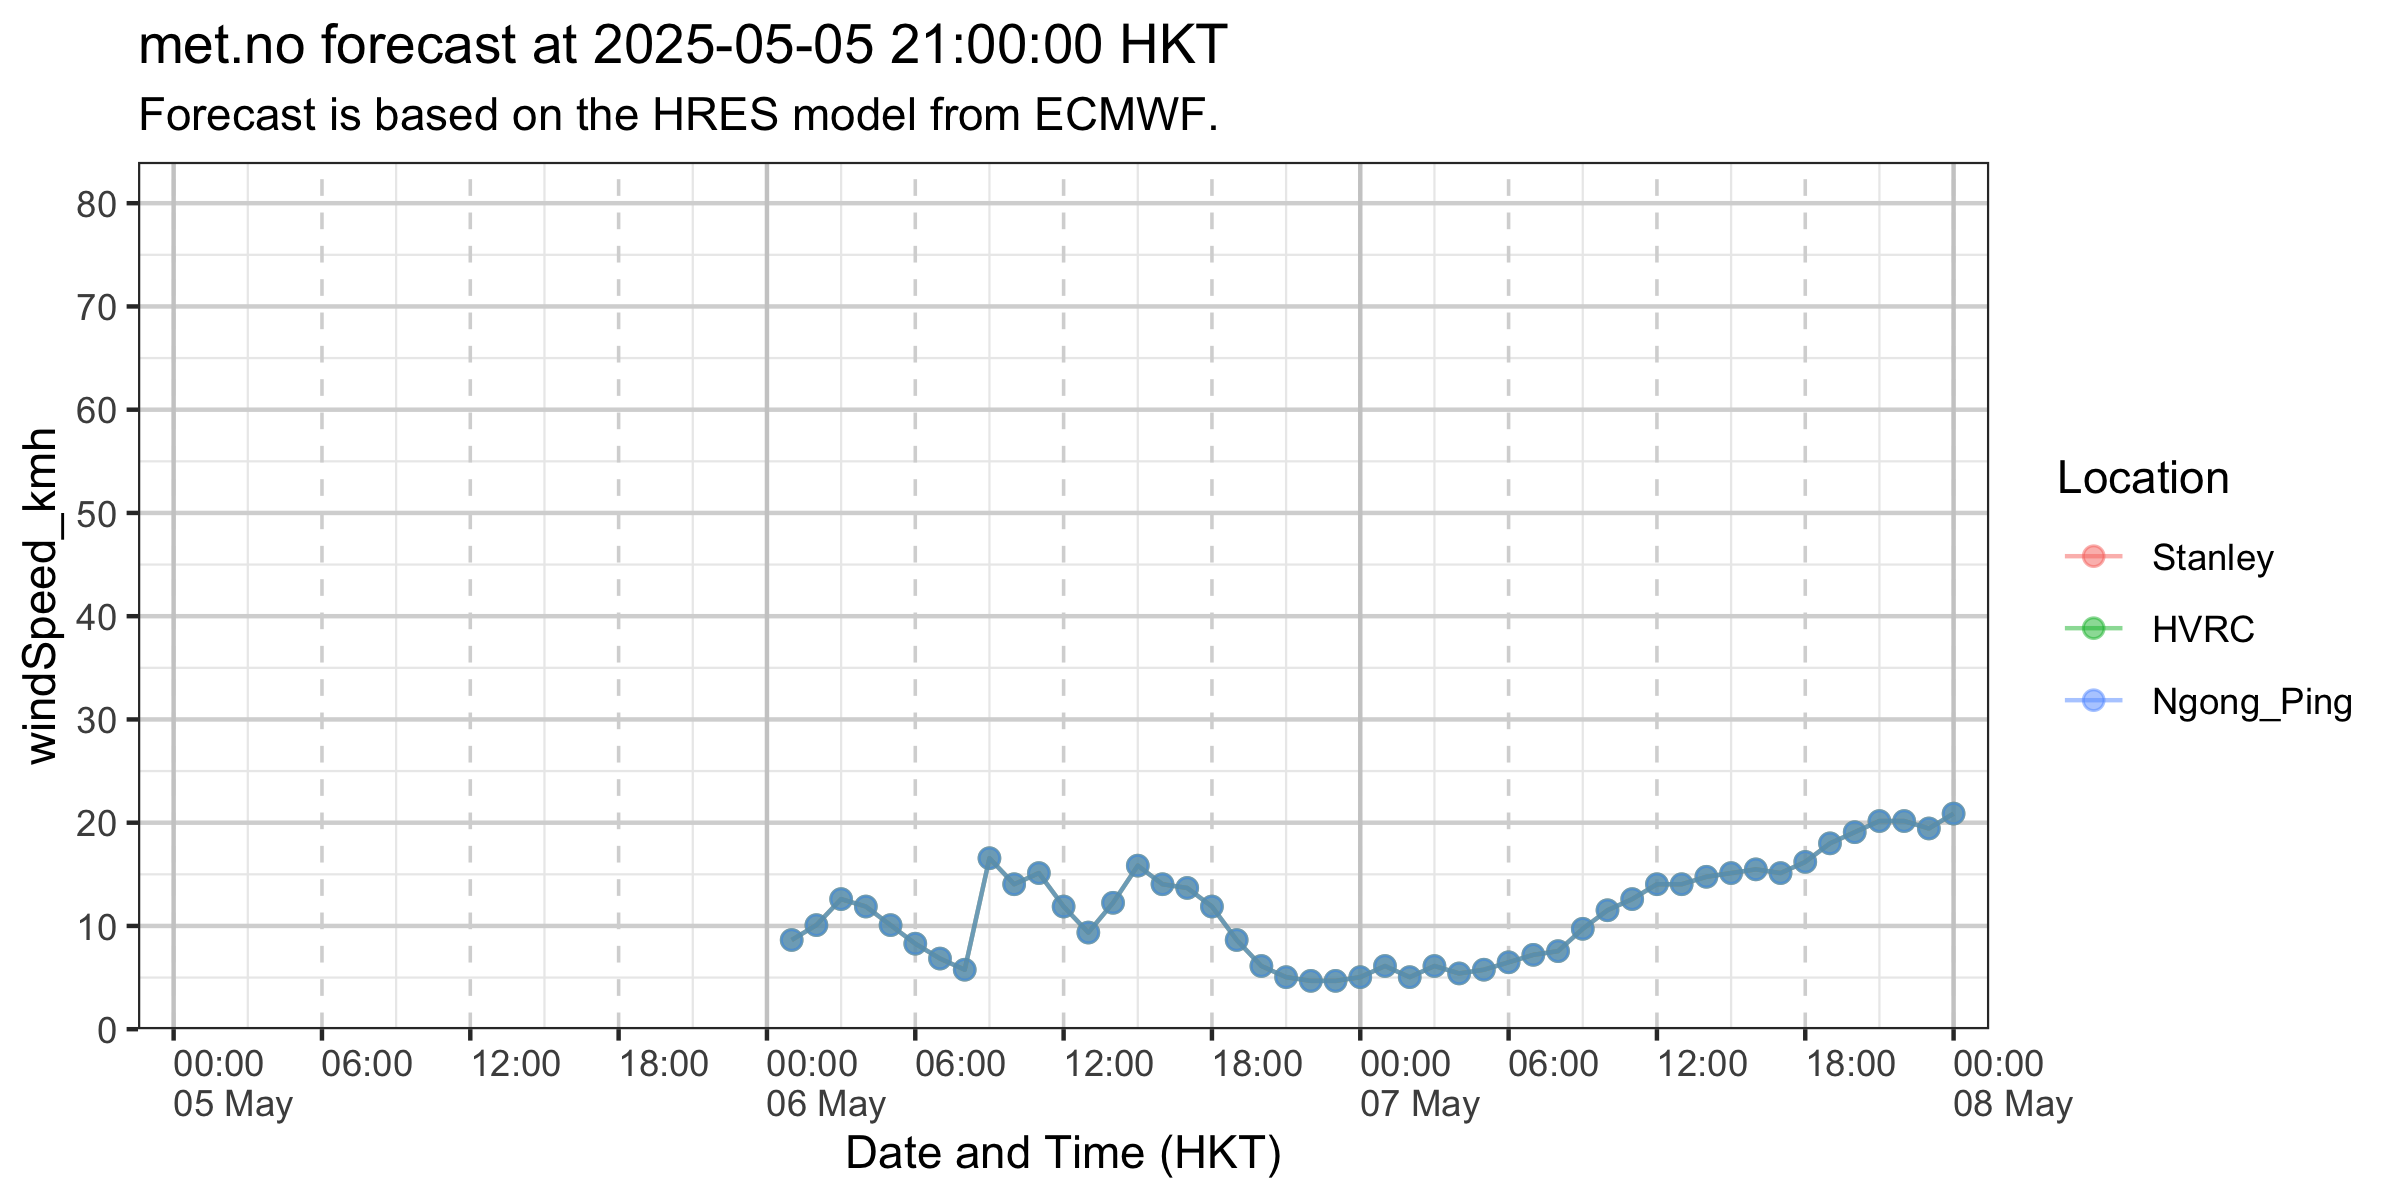 met.no forecast at 2025-05-05 21:00:00 HKT
Forecast is based on the HRES model from ECMWF.
windSpeed_kmh
80
70
60
50
40
30
20
10
0
00:00 06:00 12:00 18:00 00:00 06:00 12:00 18:00 00:00 06:00 12:00 18:00 00:00
05 May 06 May 07 May 08 May
Date and Time (HKT)
Location
Stanley
HVRC
Ngong_Ping